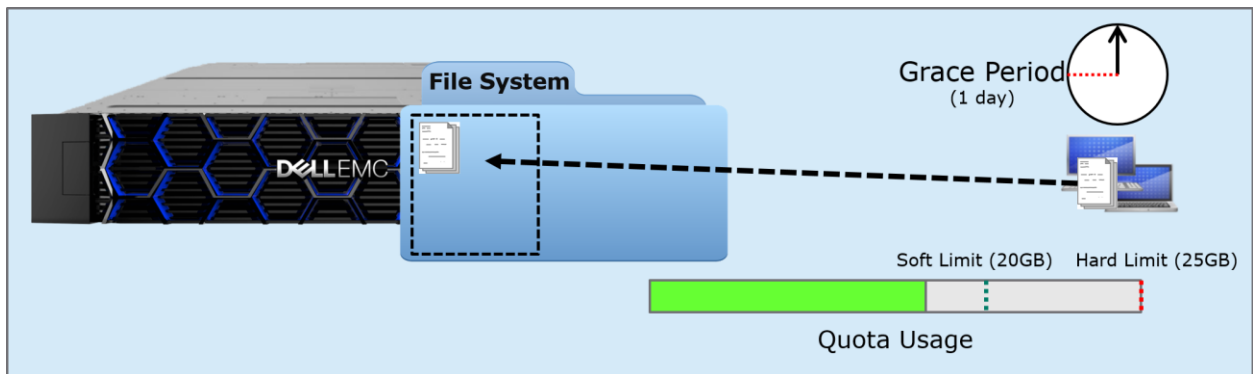 File System
Grace Period
(1 day)
DELLEMC
Soft Limit (20GB) Hard Limit (25GB)
Quota Usage